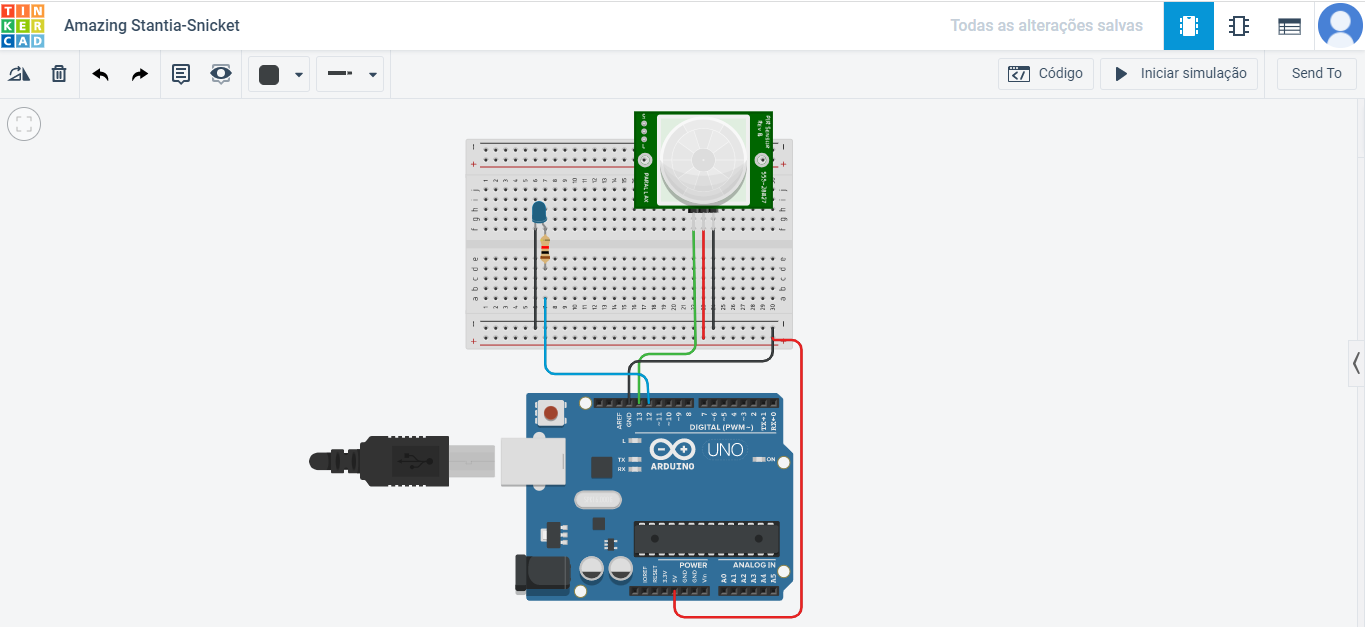 TIN
KER
CAD
Amazing Stantia-Snicket
Todas as alterações salvas
Código
Iniciar simulação
Send To
PIR Sensor
Rev B
PARALLAX
555-28027
j
i
h
g
f
e
d
c
b
a
AREF
GND
13
12
~11
~10
~9
8
7
~6
~5
4
~3
2
TX→1
RX←0
DIGITAL (PWM~)
L
TX
RX
ARDUINO
UNO
ON
POWER
ANALOG IN
IOREF
RESET
3.3V
5V
GND
GND
Vin
A0
A1
A2
A3
A4
A5